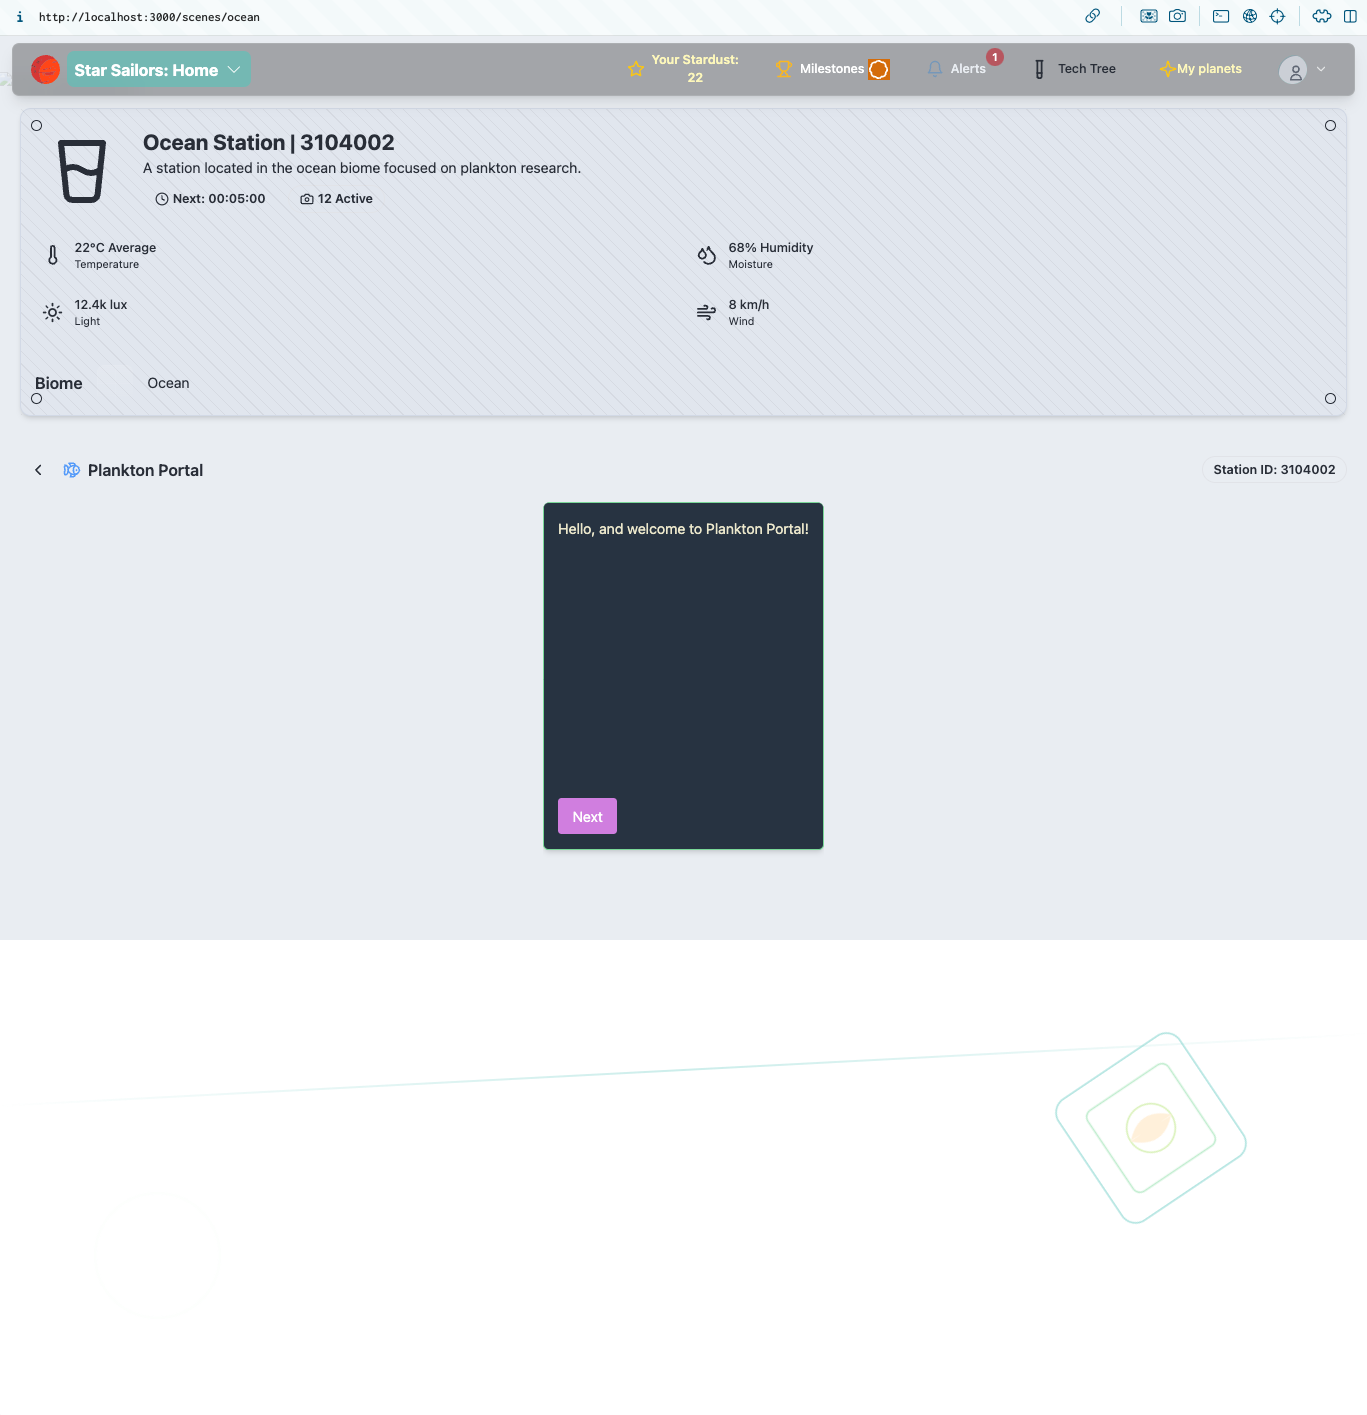 http://localhost:3000/scenes/ocean
Star Sailors: Home
Your Stardust:
22
Milestones
Alerts
1
Tech Tree
My planets
Ocean Station | 3104002
A station located in the ocean biome focused on plankton research.
Next: 00:05:00
12 Active
22°C Average
Temperature
68% Humidity
Moisture
12.4k lux
Light
8 km/h
Wind
Biome
Ocean
Plankton Portal
Station ID: 3104002
Hello, and welcome to Plankton Portal!
Next